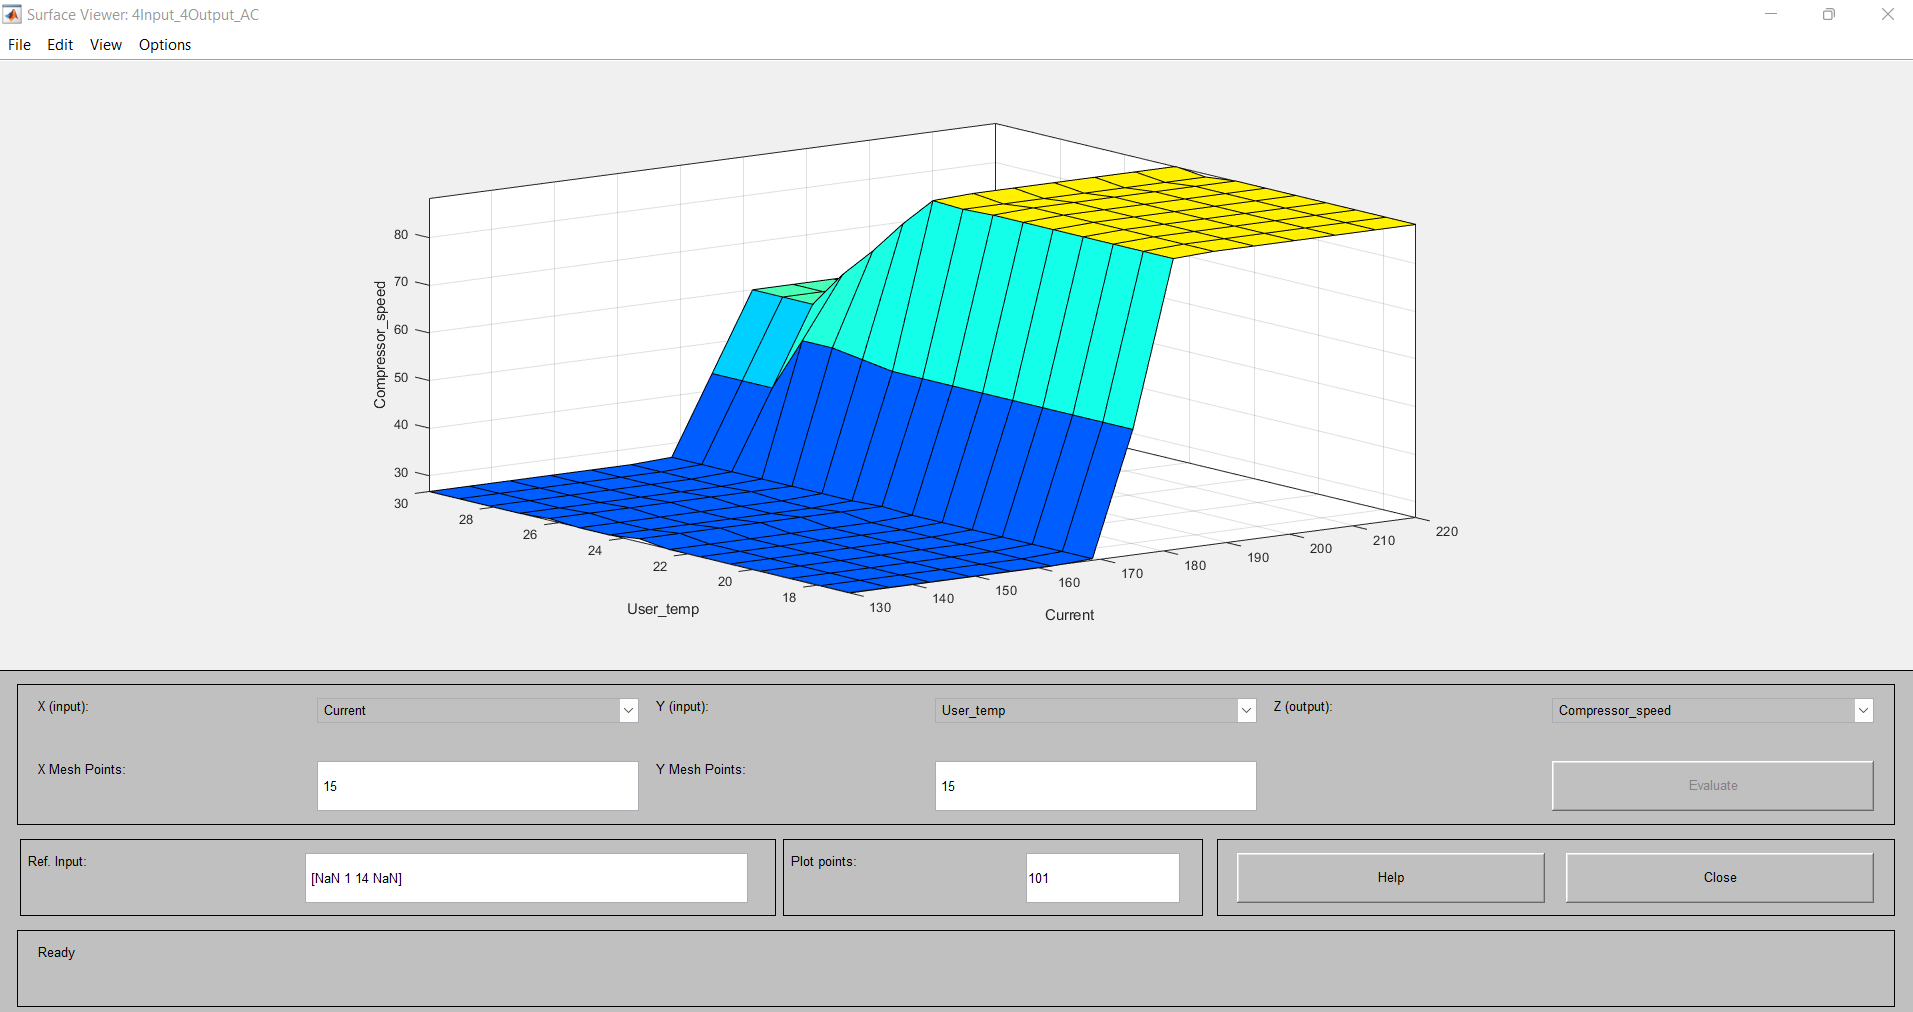 Surface Viewer: 4Input_4Output_AC
File Edit View Options
80
70
60
50
40
30
Compressor_speed
30
28
26
24
22
20
18
User_temp
130
140
150
160
170
180
190
200
210
220
Current
X (input): Current Y (input): User_temp Z (output): Compressor_speed
X Mesh Points: 15 Y Mesh Points: 15 Evaluate
Ref. Input: [NaN 1 14 NaN] Plot points: 101 Help Close
Ready